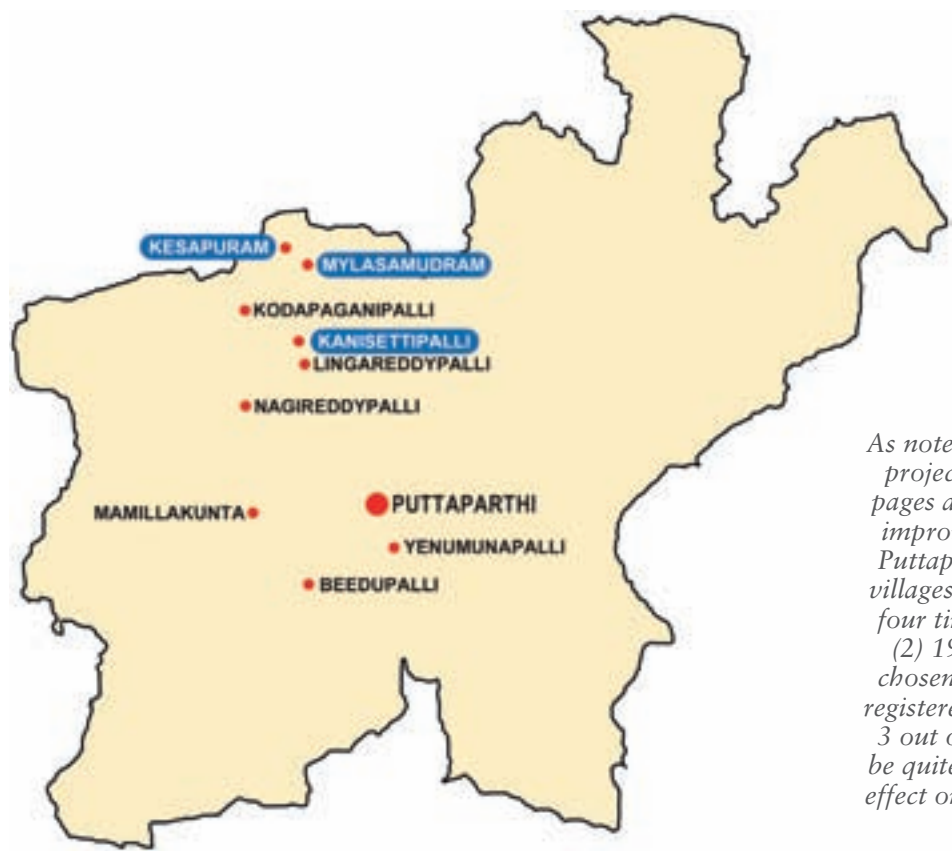 KESAPURAM
MYLASAMUDRAM
KODAPAGANIPALLI
KANISETTIPALLI
LINGAREDDYPALLI
NAGIREDDYPALLI
MAMILLAKUNTA
PUTTAPARTHI
YENUMUNAPALLI
BEEDUPALLI
As note
projec
pages a
impro
Puttap
villages
four ti
(2) 19
chosen
registere
3 out o
be quite
effect or